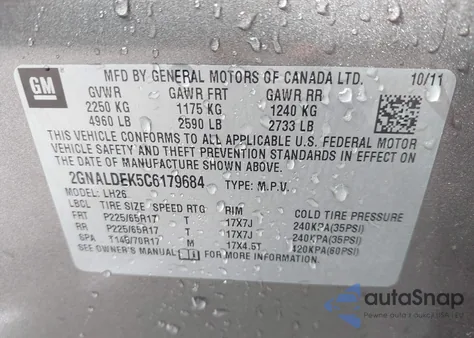 GM
MFD BY GENERAL MOTORS OF CANADA LTD. 10/11
GVWR GAWR FRT GAWR RR
2250 KG 1175 KG 1240 KG
4960 LB 2590 LB 2733 LB
THIS VEHICLE CONFORMS TO ALL APPLICABLE U.S. FEDERAL MOTOR
VEHICLE SAFETY AND THEFT PREVENTION STANDARDS IN EFFECT ON
THE DATE OF MANUFACTURE SHOWN ABOVE.
2GNALDEK5C6179684 TYPE: M.P.V.
MODEL: LH26
LBCL TIRE SIZE SPEED RTG RIM COLD TIRE PRESSURE
FRT P225/65R17 T 17X7J 240KPA(35PSI)
RR P225/65R17 T 17X7J 240KPA(35PSI)
SPA T145/70R17 M 17X4.5T 420KPA(60PSI)
SEE OWNER'S MANUAL
autoSnap